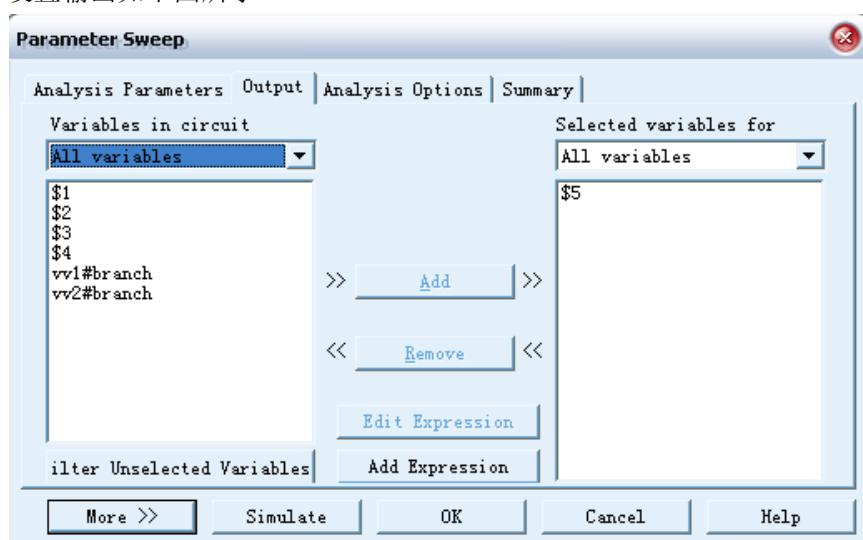 Parameter Sweep
Analysis Parameters Output Analysis Options Summary
Variables in circuit Selected variables for
All variables All variables
$1 $5
$2
$3
$4
vv1#branch
vv2#branch
>> Add >>
<< Remove <<
Edit Expression
ilter Unselected Variables Add Expression
More >> Simulate OK Cancel Help